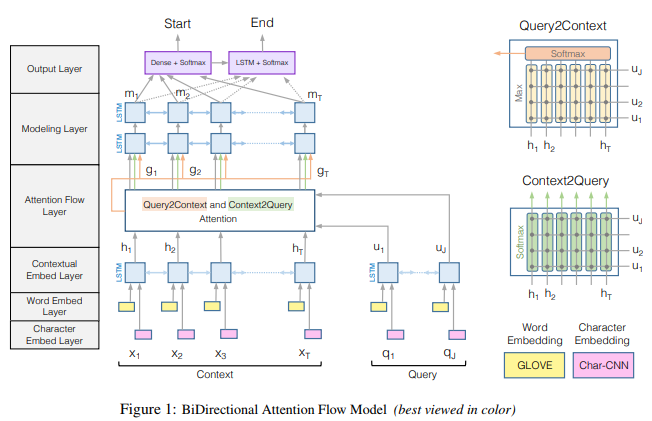 Start
End
Query2Context
Output Layer
Dense + Softmax
LSTM + Softmax
Softmax
m1
m2
mT
Max
uJ
u2
u1
Modeling Layer
LSTM
LSTM
h1 h2 hT
g1
g2
gT
Attention Flow
Layer
Query2Context and Context2Query
Attention
Context2Query
Softmax
uJ
u2
u1
h1 h2 hT
h1
h2
hT
u1
uJ
Contextual
Embed Layer
LSTM
LSTM
Word Embed
Layer
Character
Embed Layer
x1 x2 x3 xT
q1 qJ
Context
Query
Word
Embedding
Character
Embedding
GLOVE
Char-CNN
Figure 1: BiDirectional Attention Flow Model (best viewed in color)